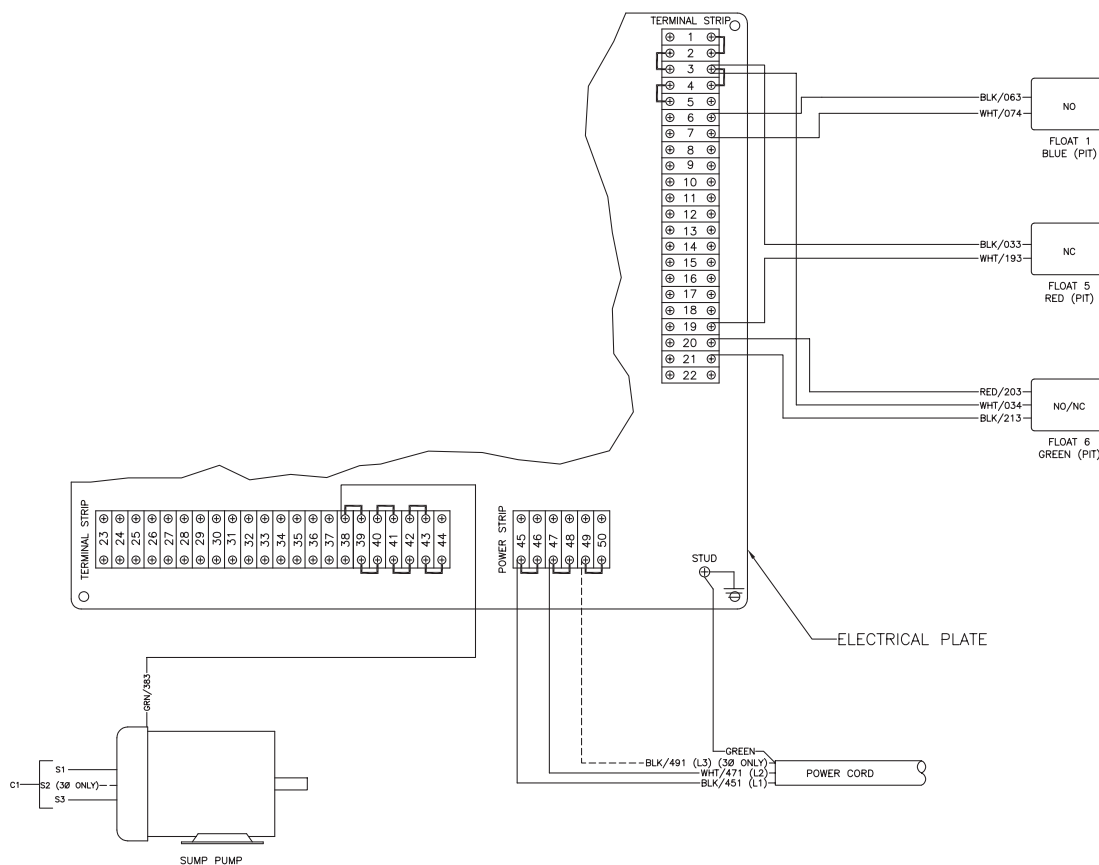 TERMINAL STRIP
1
2
3
4
5
6
7
8
9
10
11
12
13
14
15
16
17
18
19
20
21
22
BLK/063
WHT/074
NO
FLOAT 1
BLUE (PIT)
BLK/033
WHT/193
NC
FLOAT 5
RED (PIT)
RED/203
WHT/034
BLK/213
NO/NC
FLOAT 6
GREEN (PIT)
TERMINAL STRIP
23
24
25
26
27
28
29
30
31
32
33
34
35
36
37
38
39
40
41
42
43
44
POWER STRIP
45
46
47
48
49
50
STUD
ELECTRICAL PLATE
GRN/383
C1
S1
S2 (3Ø ONLY)
S3
SUMP PUMP
GREEN
BLK/491 (L3) (3Ø ONLY)
WHT/471 (L2)
BLK/451 (L1)
POWER CORD